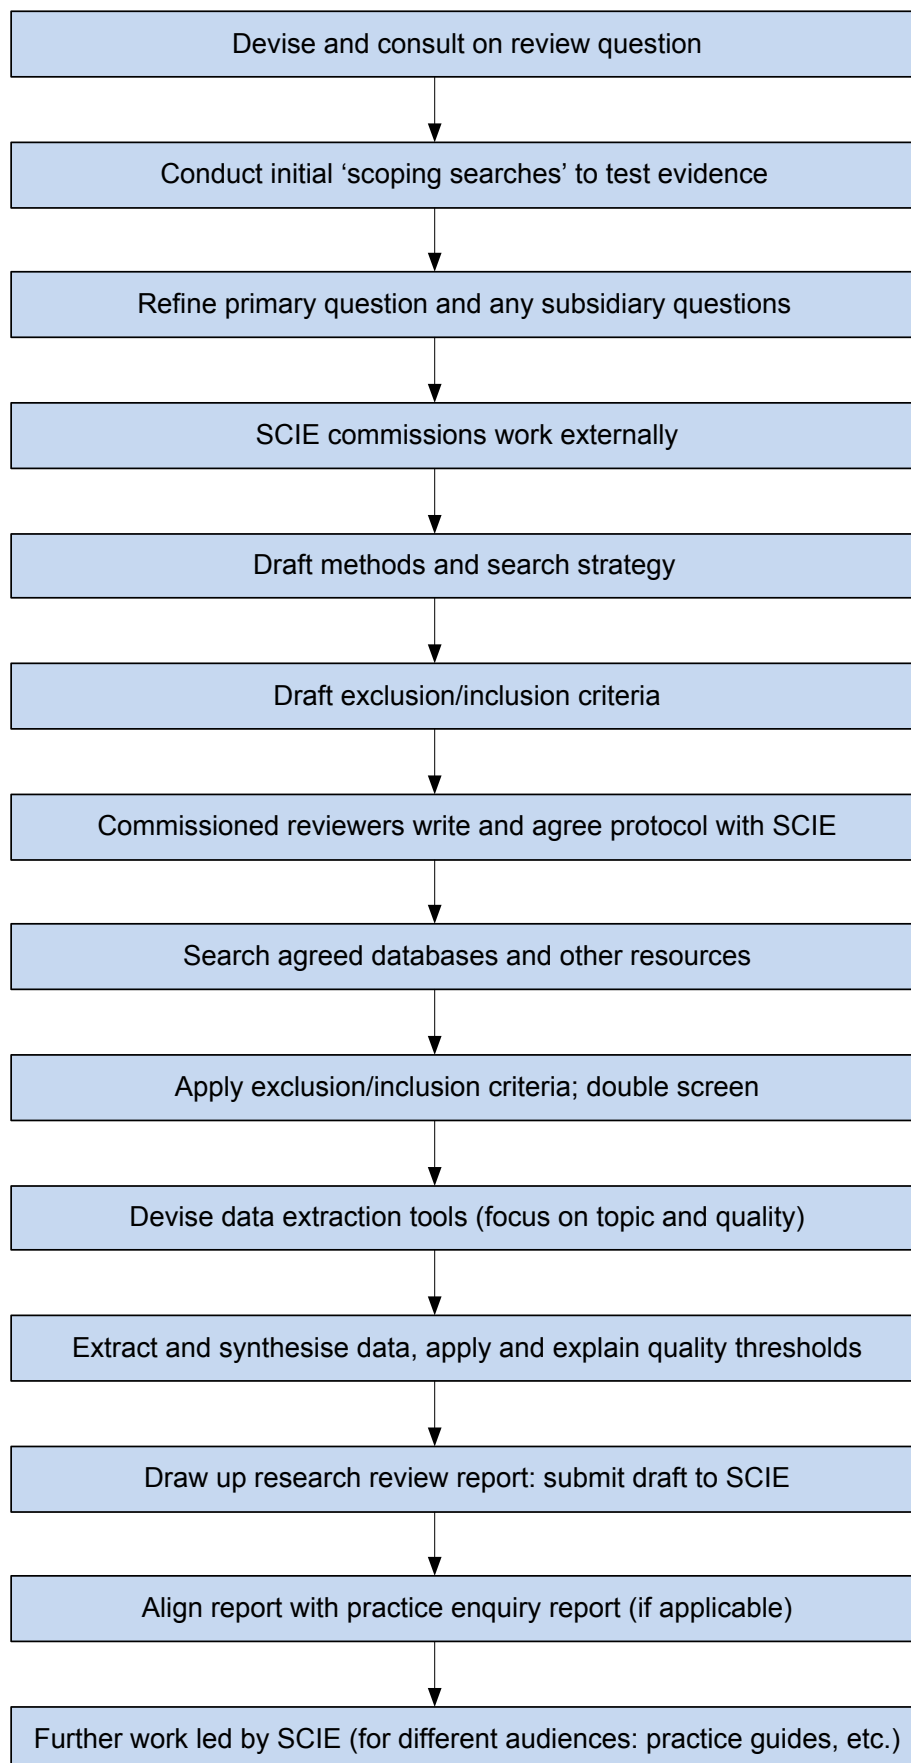 Devise and consult on review question
Conduct initial ‘scoping searches’ to test evidence
Refine primary question and any subsidiary questions
SCIE commissions work externally
Draft methods and search strategy
Draft exclusion/inclusion criteria
Commissioned reviewers write and agree protocol with SCIE
Search agreed databases and other resources
Apply exclusion/inclusion criteria; double screen
Devise data extraction tools (focus on topic and quality)
Extract and synthesise data, apply and explain quality thresholds
Draw up research review report: submit draft to SCIE
Align report with practice enquiry report (if applicable)
Further work led by SCIE (for different audiences: practice guides, etc.)